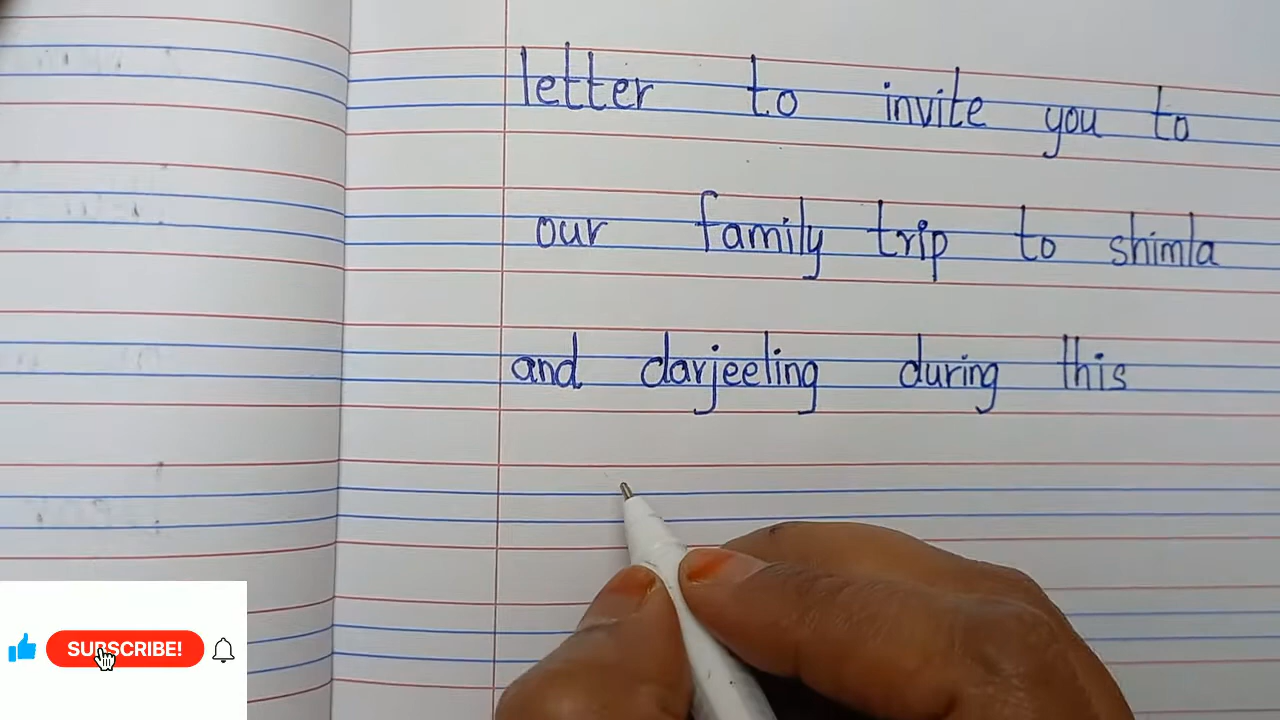 letter to invite you to
our family trip to shimla
and darjeeling during this
SUBSCRIBE!